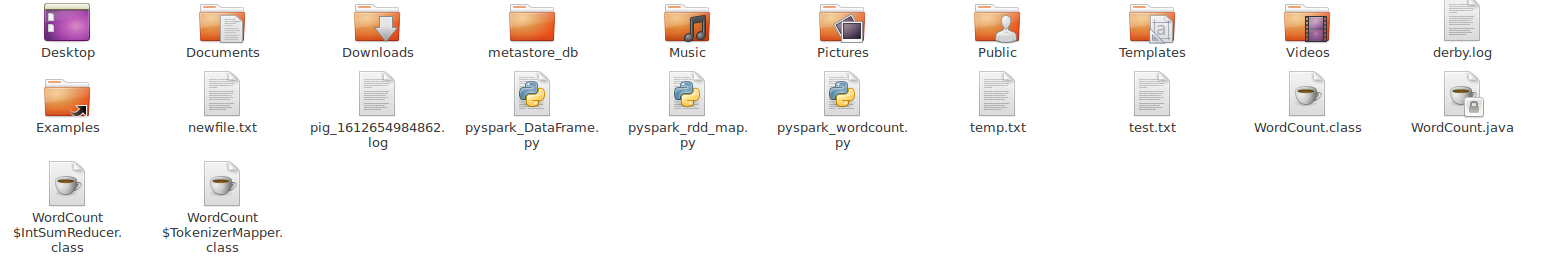 Desktop
Documents
Downloads
metastore_db
Music
Pictures
Public
Templates
Videos
derby.log
Examples
newfile.txt
pig_1612654984862.
log
pyspark_DataFrame.
py
pyspark_rdd_map.
py
pyspark_wordcount.
py
temp.txt
test.txt
WordCount.class
WordCount.java
WordCount
$IntSumReducer.
class
WordCount
$TokenizerMapper.
class